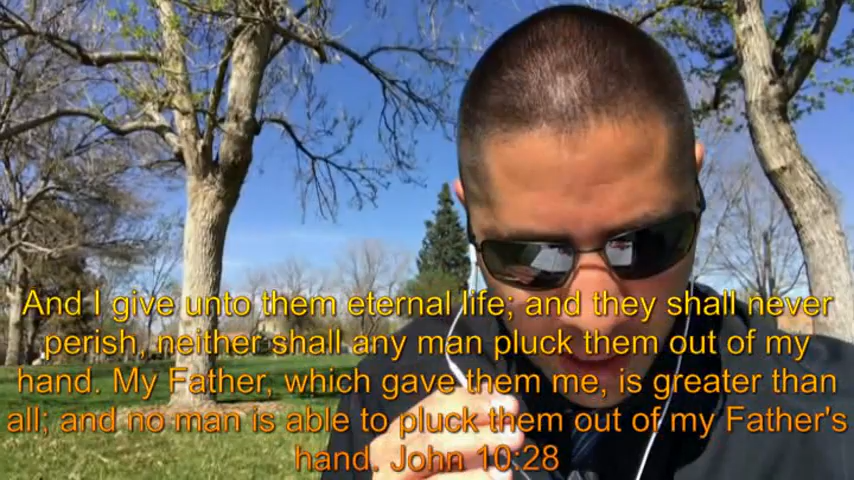 And I give unto them eternal life; and they shall never
perish, neither shall any man pluck them out of my
hand. My Father, which gave them me, is greater than
all; and no man is able to pluck them out of my Father's
hand. John 10:28